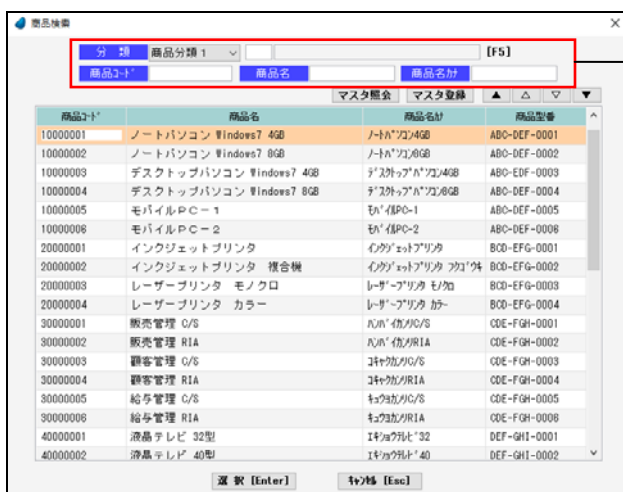 商品検索
分　類 商品分類１ [F5]
商品ｺｰﾄﾞ 商品名 商品名ｶﾅ
マスタ照会 マスタ登録 ▲ △ ▽ ▼
商品ｺｰﾄﾞ 商品名 商品名ｶﾅ 商品型番
10000001 ノートパソコン Windows7 4GB ﾉｰﾄﾊﾟｿｺﾝ4GB ABC-DEF-0001
10000002 ノートパソコン Windows7 8GB ﾉｰﾄﾊﾟｿｺﾝ8GB ABC-DEF-0002
10000003 デスクトップパソコン Windows7 4GB ﾃﾞｽｸﾄｯﾌﾟﾊﾟｿｺﾝ4GB ABC-EDF-0003
10000004 デスクトップパソコン Windows7 8GB ﾃﾞｽｸﾄｯﾌﾟﾊﾟｿｺﾝ8GB ABC-DEF-0004
10000005 モバイルＰＣ－１ ﾓﾊﾞｲﾙPC-1 ABC-DEF-0005
10000006 モバイルＰＣ－２ ﾓﾊﾞｲﾙPC-2 ABC-DEF-0006
20000001 インクジェットプリンタ ｲﾝｸｼﾞｪｯﾄﾌﾟﾘﾝﾀ BCD-EFG-0001
20000002 インクジェットプリンタ　複合機 ｲﾝｸｼﾞｪｯﾄﾌﾟﾘﾝﾀ ﾌｸｺﾞｳｷ BCD-EFG-0002
20000003 レーザープリンタ　モノクロ ﾚｰｻﾞｰﾌﾟﾘﾝﾀ ﾓﾉｸﾛ BCD-EFG-0003
20000004 レーザープリンタ　カラー ﾚｰｻﾞｰﾌﾟﾘﾝﾀ ｶﾗｰ BCD-EFG-0004
30000001 販売管理 C/S ﾊﾝﾊﾞｲｶﾝﾘC/S CDE-FGH-0001
30000002 販売管理 RIA ﾊﾝﾊﾞｲｶﾝﾘRIA CDE-FGH-0002
30000003 顧客管理 C/S ｺｷｬｸｶﾝﾘC/S CDE-FGH-0003
30000004 顧客管理 RIA ｺｷｬｸｶﾝﾘRIA CDE-FGH-0004
30000005 給与管理 C/S ｷｭｳﾖｶﾝﾘC/S CDE-FGH-0005
30000006 給与管理 RIA ｷｭｳﾖｶﾝﾘRIA CDE-FGH-0006
40000001 液晶テレビ 32型 ｴｷｼｮｳﾃﾚﾋﾞ32 DEF-GHI-0001
40000002 液晶テレビ 40型 ｴｷｼｮｳﾃﾚﾋﾞ40 DEF-GHI-0002
選 択 [Enter] ｷｬﾝｾﾙ [Esc]